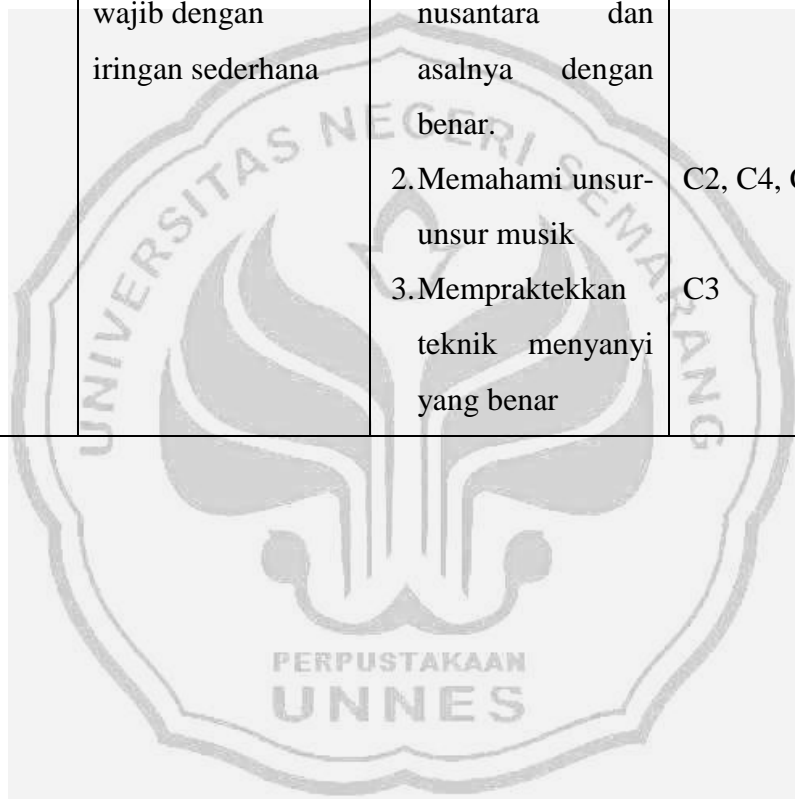 wajib dengan
iringan sederhana
nusantara dan
asalnya dengan
benar.
2. Memahami unsur-
unsur musik
3. Mempraktekkan
teknik menyanyi
yang benar
C2, C4,
C3
UNIVERSITAS NEGERI SEMARANG
PERPUSTAKAAN
UNNES